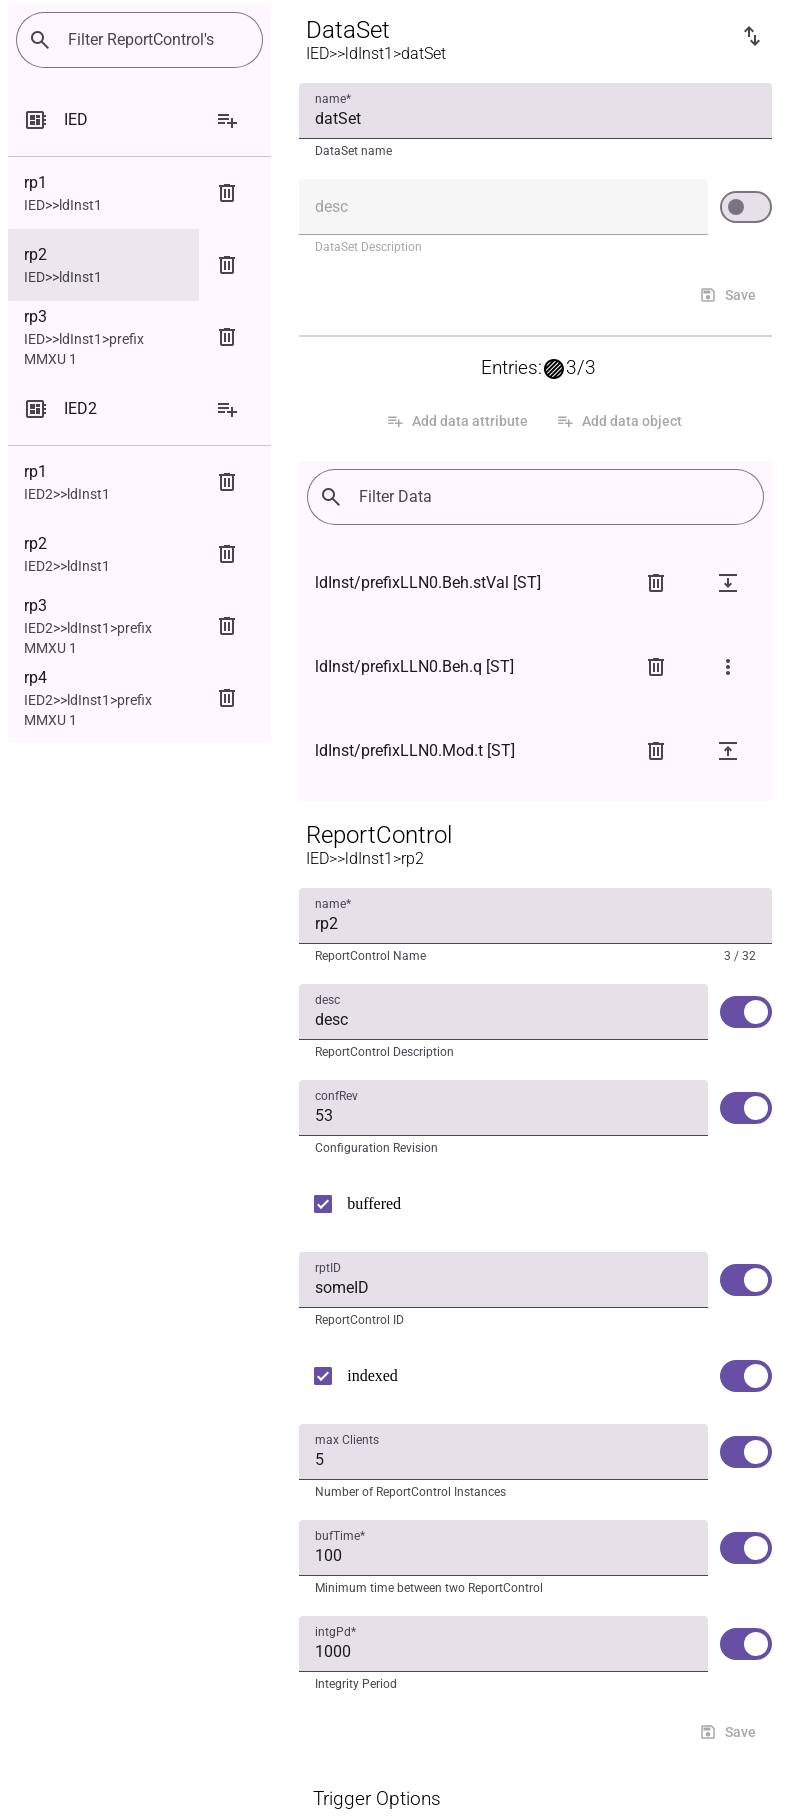 Filter ReportControl's
IED
rp1
IED>>ldInst1
rp2
IED>>ldInst1
rp3
IED>>ldInst1>prefix
MMXU 1
IED2
rp1
IED2>>ldInst1
rp2
IED2>>ldInst1
rp3
IED2>>ldInst1>prefix
MMXU 1
rp4
IED2>>ldInst1>prefix
MMXU 1
DataSet
IED>>ldInst1>datSet
name*
datSet
DataSet name
desc
DataSet Description
Save
Entries: 3/3
Add data attribute Add data object
Filter Data
ldInst/prefixLLN0.Beh.stVal [ST]
ldInst/prefixLLN0.Beh.q [ST]
ldInst/prefixLLN0.Mod.t [ST]
ReportControl
IED>>ldInst1>rp2
name*
rp2
ReportControl Name 3 / 32
desc
desc
ReportControl Description
confRev
53
Configuration Revision
buffered
rptID
someID
ReportControl ID
indexed
max Clients
5
Number of ReportControl Instances
bufTime*
100
Minimum time between two ReportControl
intgPd*
1000
Integrity Period
Save
Trigger Options